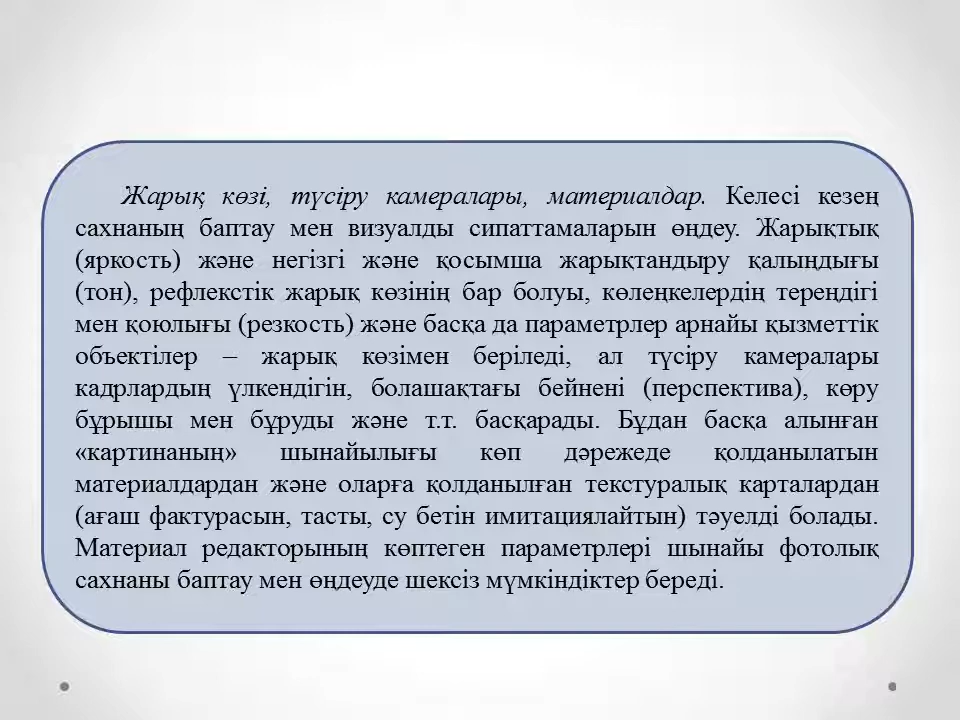 Жарық көзі, түсіру камералары, материалдар. Келесі кезең
сахнаның баптау мен визуалды сипаттамаларын өңдеу. Жарықтық
(яркость) және негізгі және қосымша жарықтандыру қалыңдығы
(тон), рефлекстік жарық көзінің бар болуы, көлеңкелердің тереңдігі
мен қоюлығы (резкость) және басқа да параметрлер арнайы қызметтік
объектілер – жарық көзімен беріледі, ал түсіру камералары
кадрлардың үлкендігін, болашақтағы бейнені (перспектива), көру
бұрышы мен бұруды және т.т. басқарады. Бұдан басқа алынған
«картинаның» шынайылығы көп дәрежеде қолданылатын
материалдардан және оларға қолданылған текстуралық карталардан
(ағаш фактурасын, тасты, су бетін имитациялайтын) тәуелді болады.
Материал редакторының көптеген параметрлері шынайы фотолық
сахнаны баптау мен өңдеуде шексіз мүмкіндіктер береді.